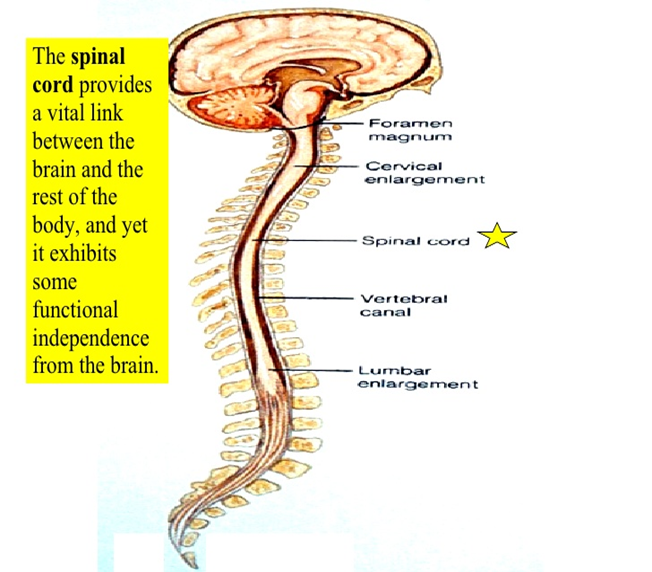 The spinal
cord provides
a vital link
between the
brain and the
rest of the
body, and yet
it exhibits
some
functional
independence
from the brain.
Foramen
magnum
Cervical
enlargement
Spinal cord
Vertebral
canal
Lumbar
enlargement